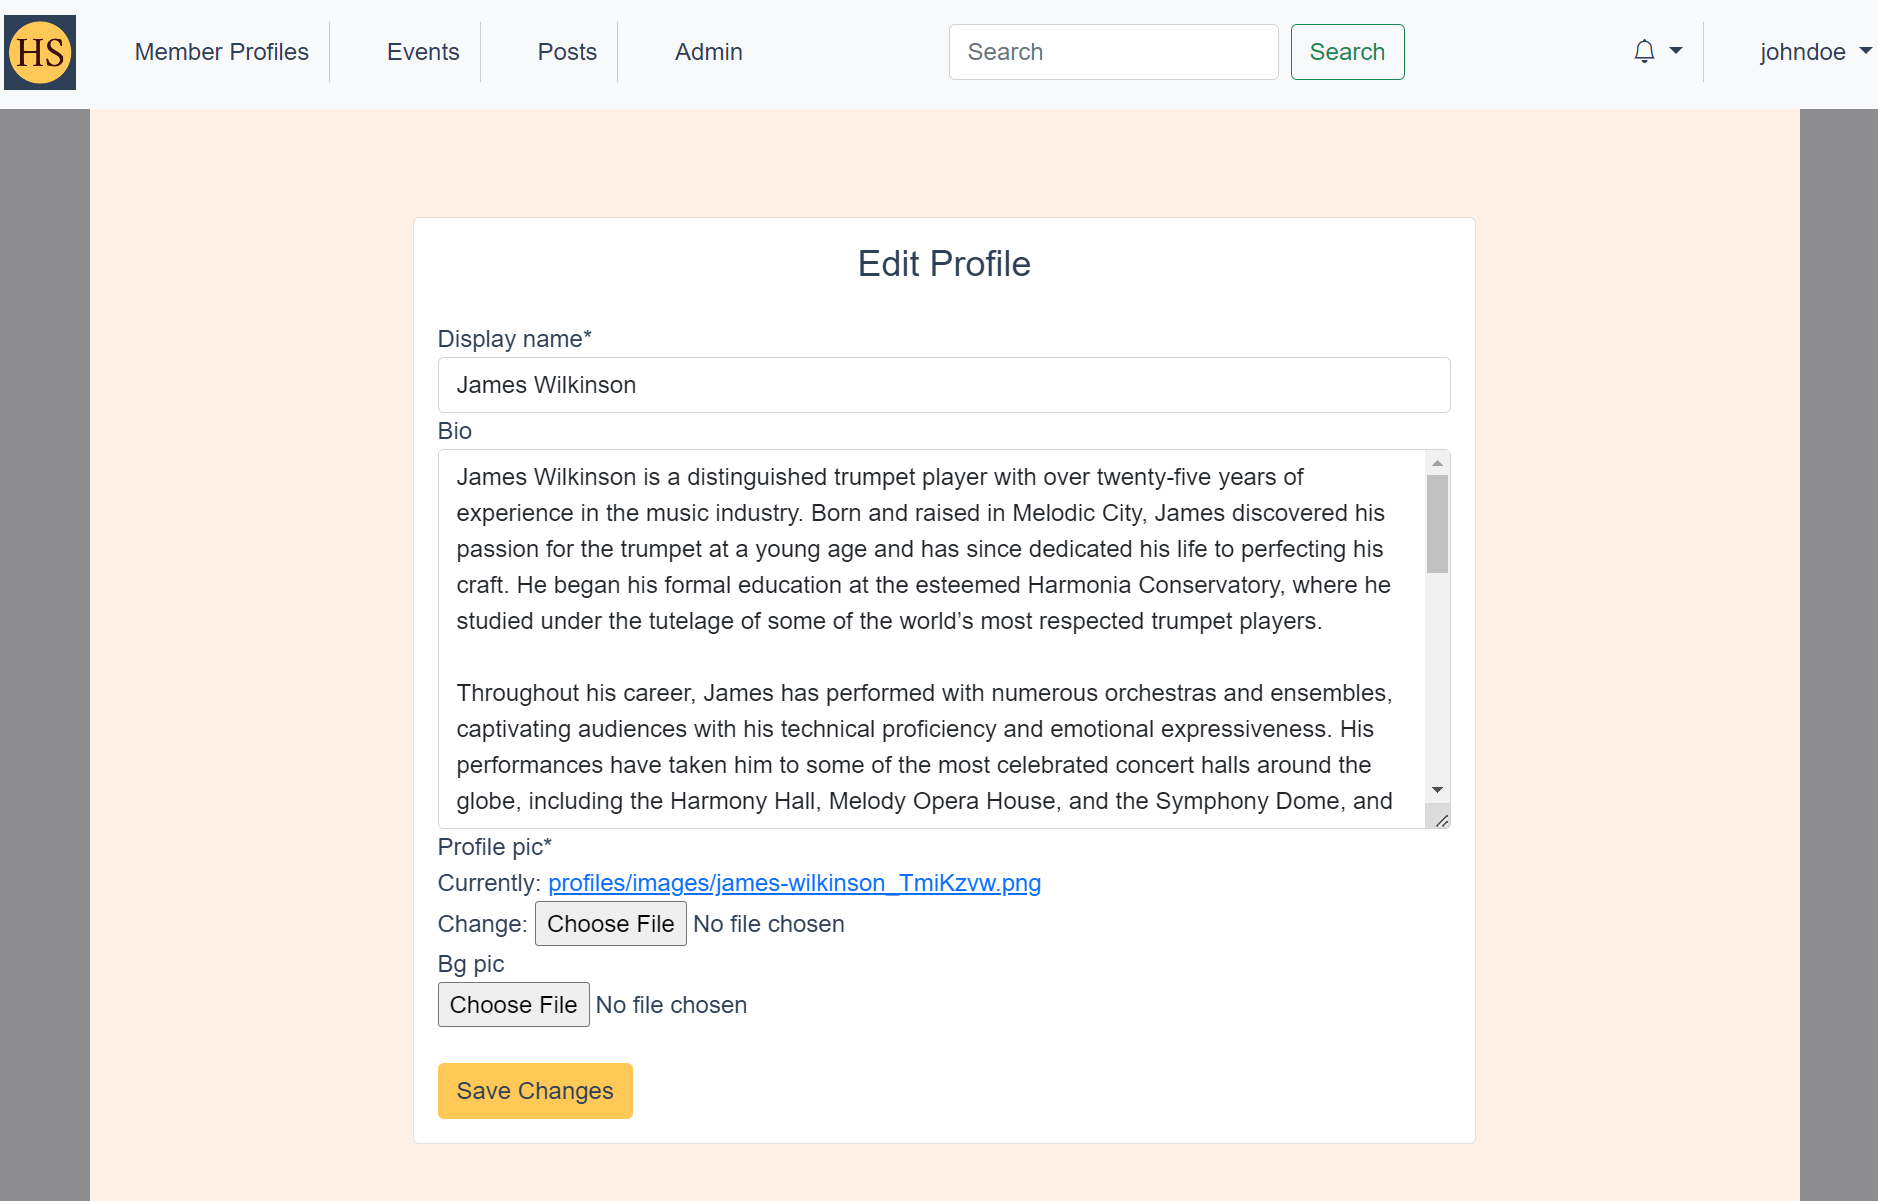 HS
Member Profiles
Events
Posts
Admin
Search
Search
johndoe
Edit Profile
Display name*
James Wilkinson
Bio
James Wilkinson is a distinguished trumpet player with over twenty-five years of
experience in the music industry. Born and raised in Melodic City, James discovered his
passion for the trumpet at a young age and has since dedicated his life to perfecting his
craft. He began his formal education at the esteemed Harmonia Conservatory, where he
studied under the tutelage of some of the world’s most respected trumpet players.
Throughout his career, James has performed with numerous orchestras and ensembles,
captivating audiences with his technical proficiency and emotional expressiveness. His
performances have taken him to some of the most celebrated concert halls around the
globe, including the Harmony Hall, Melody Opera House, and the Symphony Dome, and
Profile pic*
Currently: profiles/images/james-wilkinson_TmiKzvw.png
Change: Choose File No file chosen
Bg pic
Choose File No file chosen
Save Changes